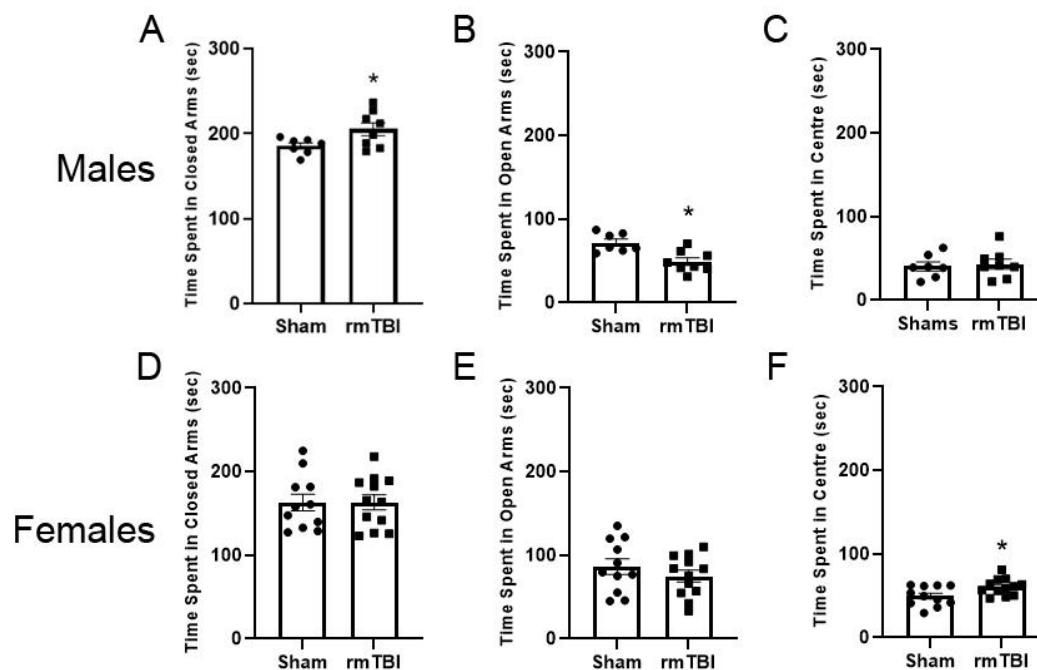 A
B
C
Males
Time Spent in Closed Arms (sec)
300
200
100
0
*
Sham
rmTBI
Time Spent in Open Arms (sec)
300
200
100
0
*
Sham
rmTBI
Time Spent in Centre (sec)
300
200
100
0
Shams
rmTBI
D
E
F
Females
Time Spent in Closed Arms (sec)
300
200
100
0
Sham
rmTBI
Time Spent in Open Arms (sec)
300
200
100
0
Sham
rmTBI
Time Spent in Centre (sec)
300
200
100
0
*
Sham
rmTBI